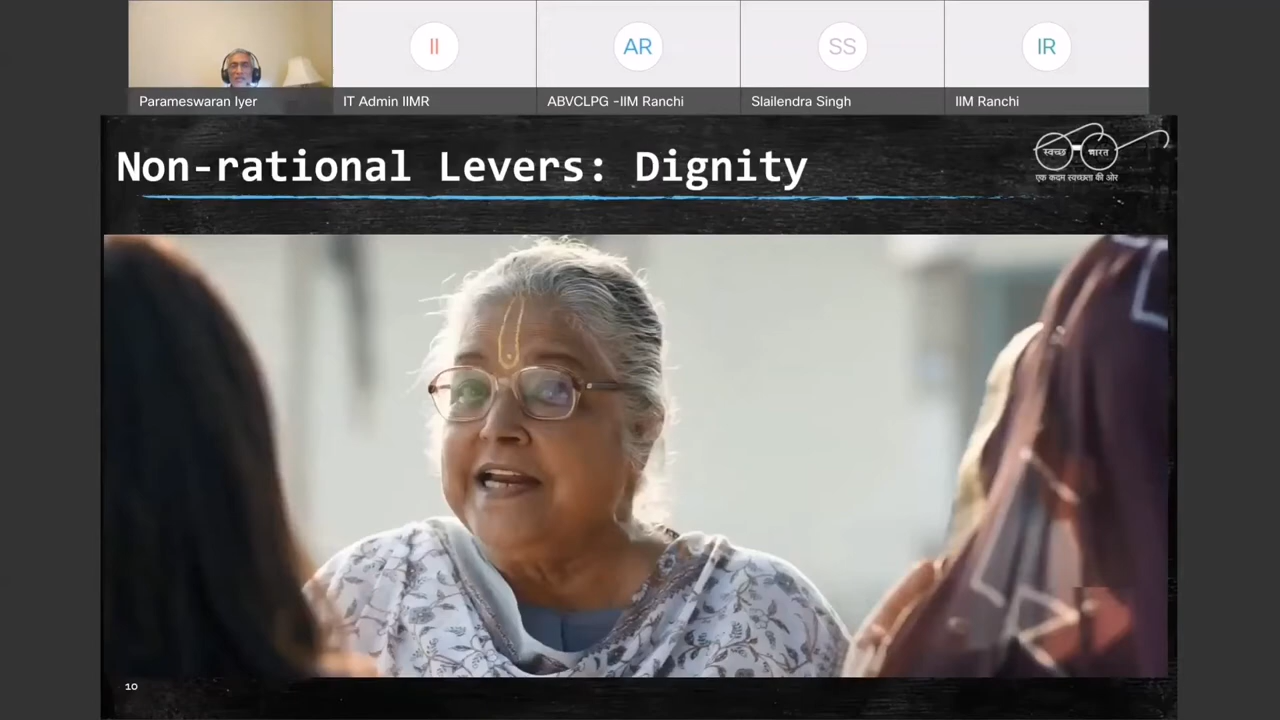 II
AR
SS
IR
Parameswaran Iyer
IT Admin IIMR
ABVCLPG -IIM Ranchi
Slailendra Singh
IIM Ranchi
Non-rational Levers: Dignity
स्वच्छ भारत
एक कदम स्वच्छता की ओर
10